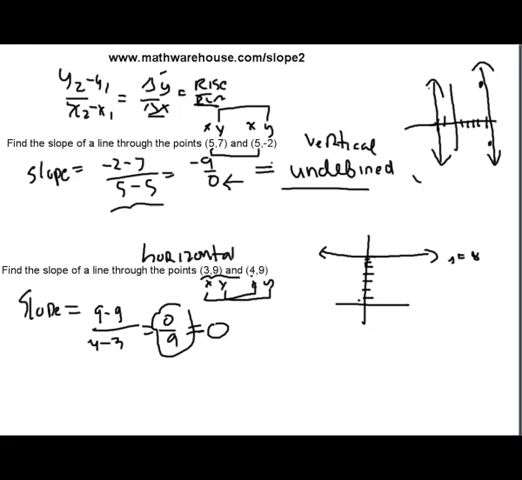 www.mathwarehouse.com/slope2
y₂-y₁ / x₂-x₁ = Δy / Δx = RISE / Run
x y x y
Find the slope of a line through the points (5,7) and (5,-2)
vertical
slope = -2-7 / 5-5 = -9 / 0 ← = undefined
horizontal
Find the slope of a line through the points (3,9) and (4,9)
x y y
Slope = 9-9 / 4-3 = 0 / 9 = 0